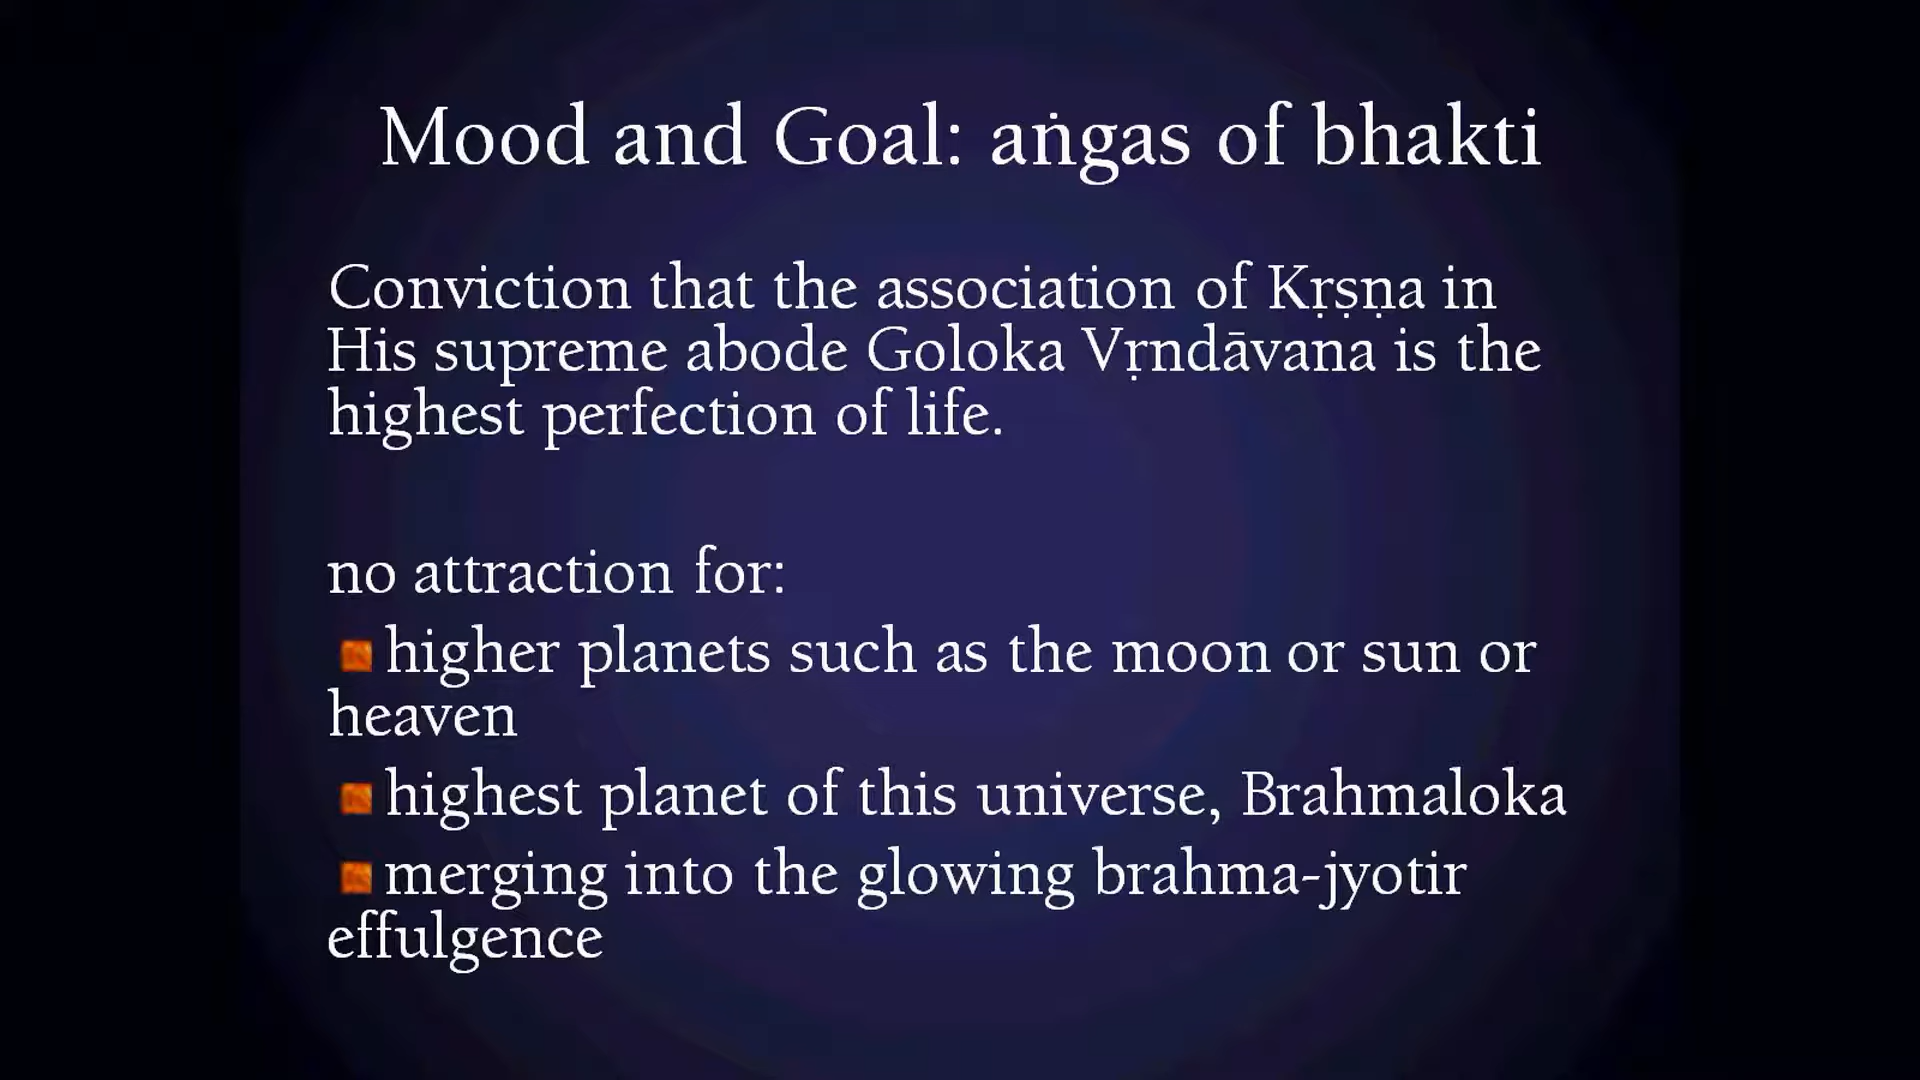 Mood and Goal: aṅgas of bhakti
Conviction that the association of Kṛṣṇa in
His supreme abode Goloka Vṛndāvana is the
highest perfection of life.
no attraction for:
higher planets such as the moon or sun or
heaven
highest planet of this universe, Brahmaloka
merging into the glowing brahma-jyotir
effulgence